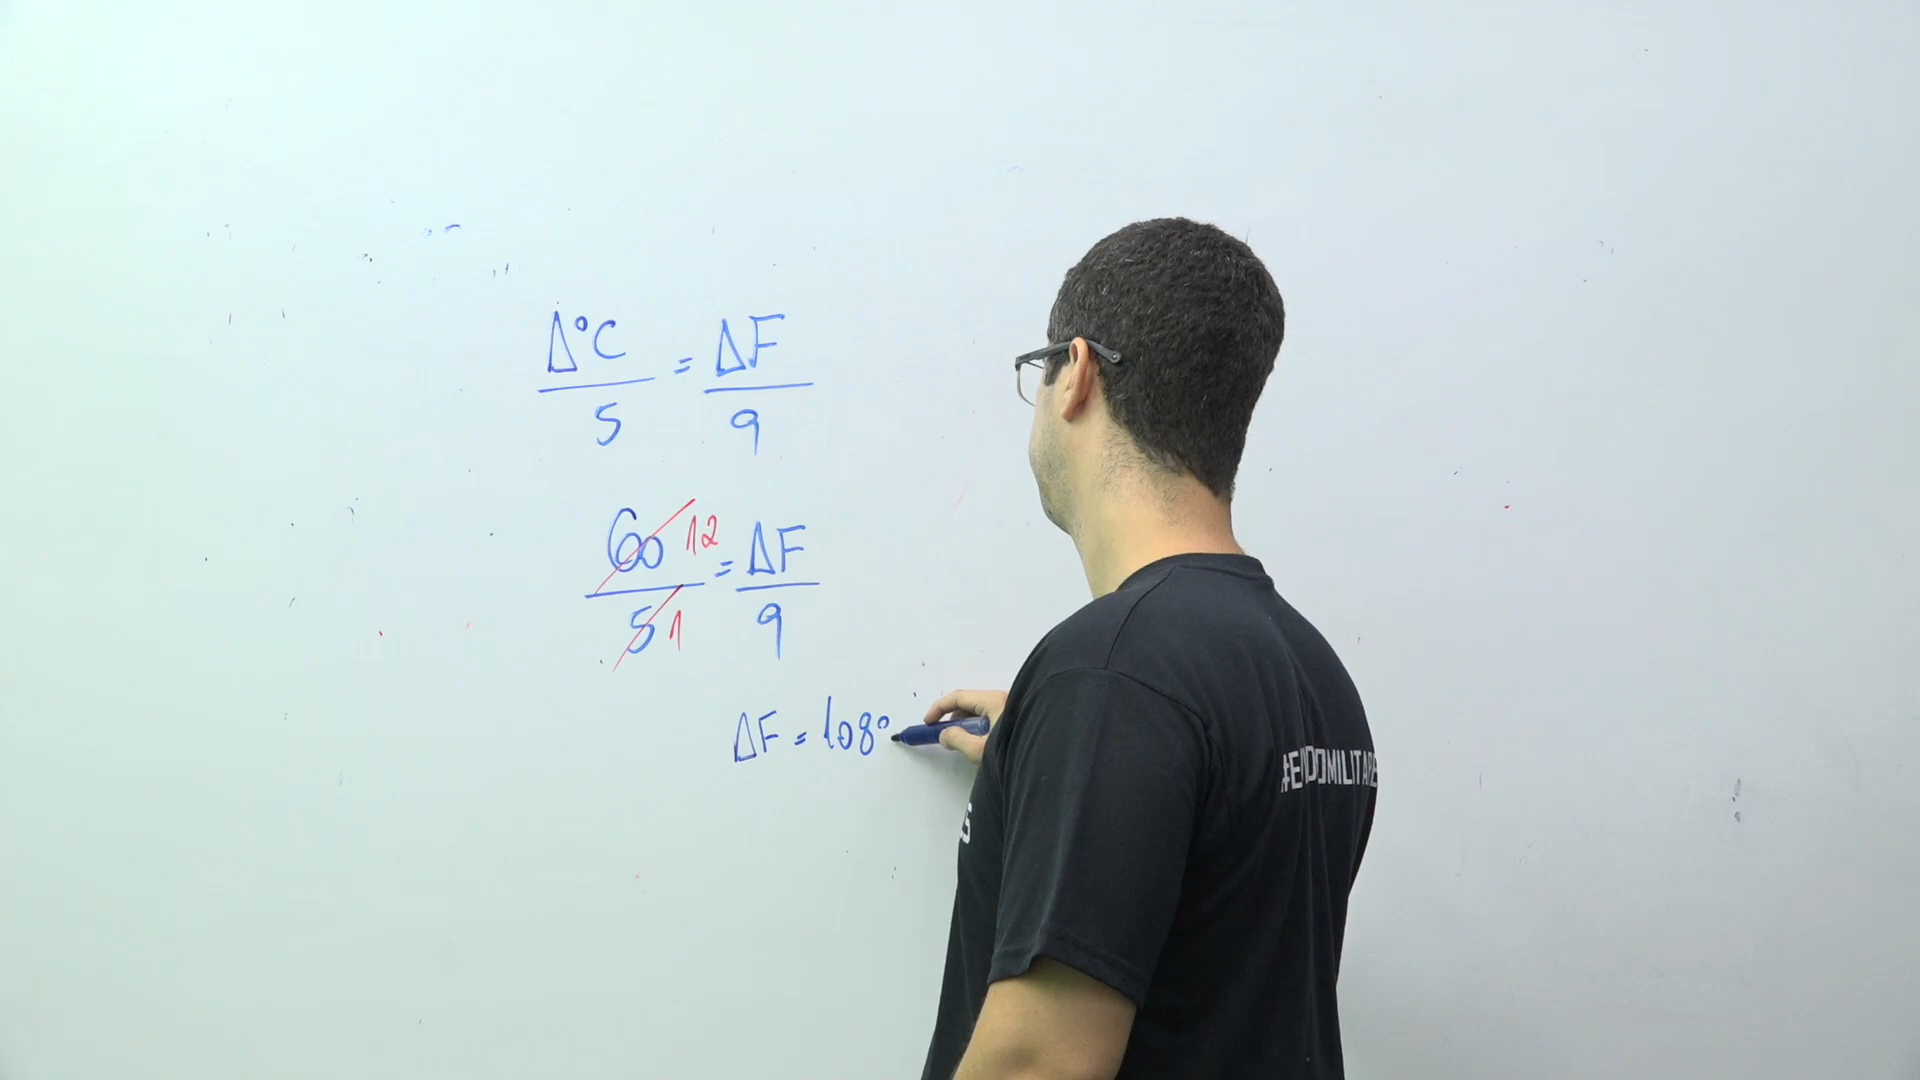 Δ°C/5 = ΔF/9
60/5 12/1 = ΔF/9
ΔF = 108°